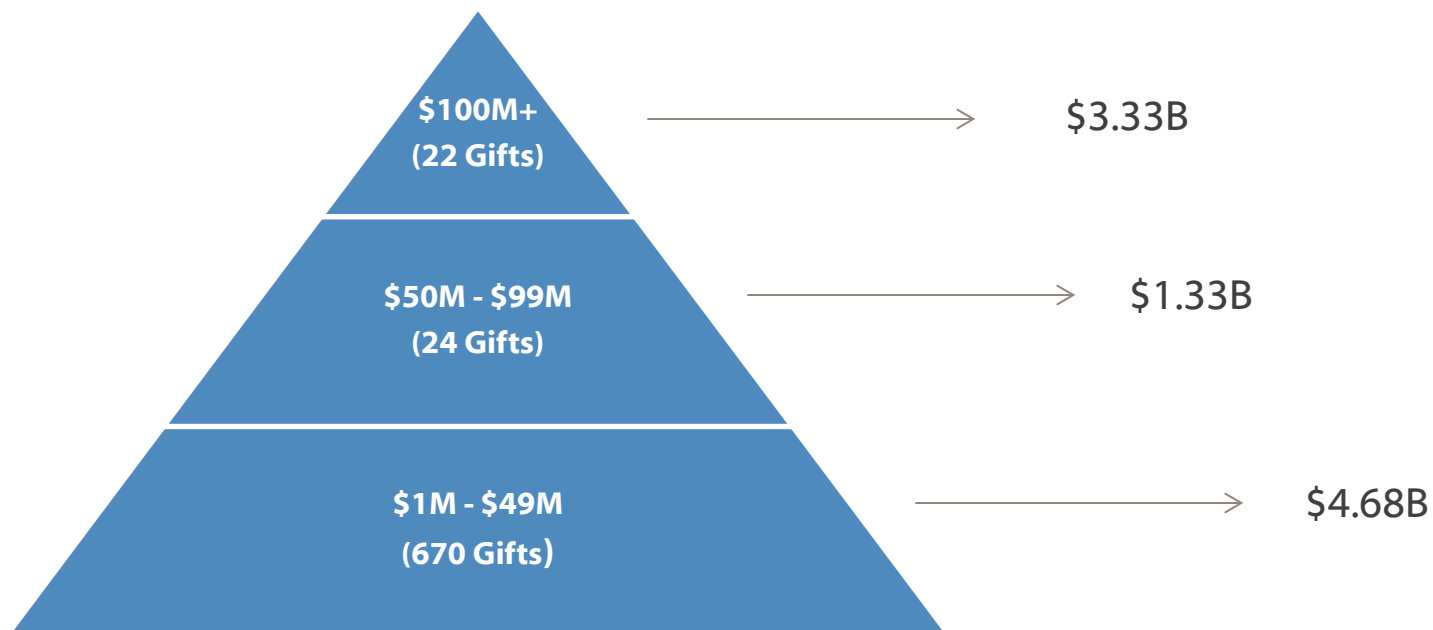 $100M+
(22 Gifts)
$3.33B
$50M - $99M
(24 Gifts)
$1.33B
$1M - $49M
(670 Gifts)
$4.68B